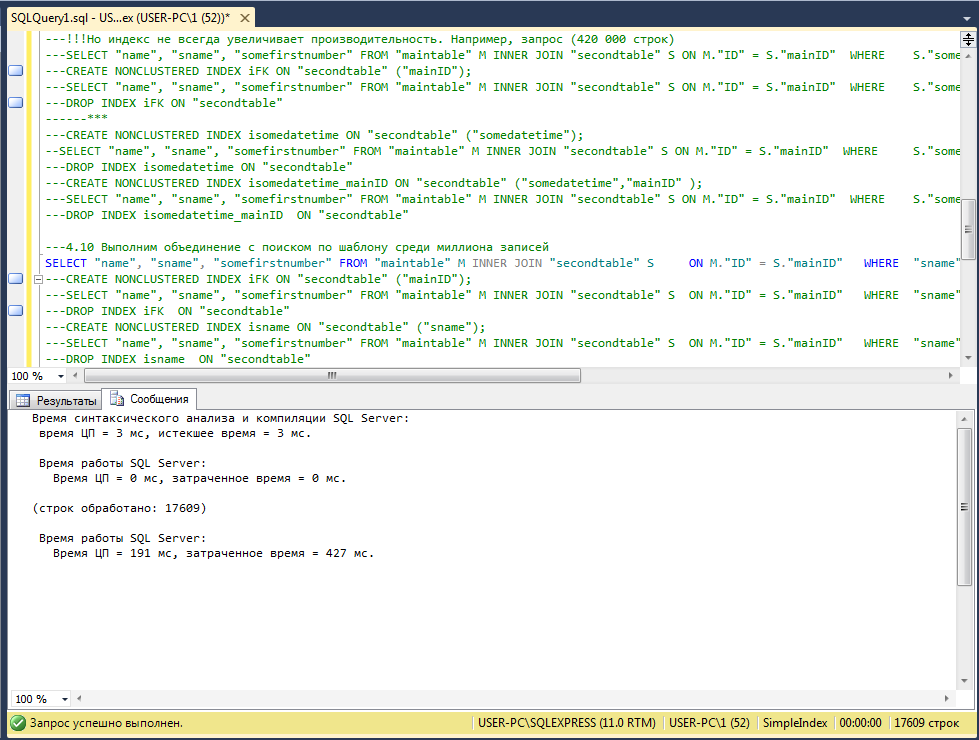 SQLQuery1.sql - US...ex (USER-PC\1 (52))*
---!!!Но индекс не всегда увеличивает производительность. Например, запрос (420 000 строк)
---SELECT "name", "sname", "somefirstnumber" FROM "maintable" M INNER JOIN "secondtable" S ON M."ID" = S."mainID"  WHERE    S."some
---CREATE NONCLUSTERED INDEX iFK ON "secondtable" ("mainID");
---SELECT "name", "sname", "somefirstnumber" FROM "maintable" M INNER JOIN "secondtable" S ON M."ID" = S."mainID"  WHERE    S."some
---DROP INDEX iFK ON "secondtable"
------***
---CREATE NONCLUSTERED INDEX isomedatetime ON "secondtable" ("somedatetime");
--SELECT "name", "sname", "somefirstnumber" FROM "maintable" M INNER JOIN "secondtable" S ON M."ID" = S."mainID"  WHERE     S."some
---DROP INDEX isomedatetime ON "secondtable"
---CREATE NONCLUSTERED INDEX isomedatetime_mainID ON "secondtable" ("somedatetime","mainID" );
---SELECT "name", "sname", "somefirstnumber" FROM "maintable" M INNER JOIN "secondtable" S ON M."ID" = S."mainID"  WHERE    S."some
---DROP INDEX isomedatetime_mainID  ON "secondtable"
---4.10 Выполним объединение с поиском по шаблону среди миллиона записей
SELECT "name", "sname", "somefirstnumber" FROM "maintable" M INNER JOIN "secondtable" S     ON M."ID" = S."mainID"   WHERE  "sname"
---CREATE NONCLUSTERED INDEX iFK ON "secondtable" ("mainID");
---SELECT "name", "sname", "somefirstnumber" FROM "maintable" M INNER JOIN "secondtable" S  ON M."ID" = S."mainID"   WHERE  "sname"
---DROP INDEX iFK  ON "secondtable"
---CREATE NONCLUSTERED INDEX isname ON "secondtable" ("sname");
---SELECT "name", "sname", "somefirstnumber" FROM "maintable" M INNER JOIN "secondtable" S  ON M."ID" = S."mainID"   WHERE  "sname"
---DROP INDEX isname  ON "secondtable"
100 %
Результаты Сообщения
Время синтаксического анализа и компиляции SQL Server:
время ЦП = 3 мс, истекшее время = 3 мс.
Время работы SQL Server:
Время ЦП = 0 мс, затраченное время = 0 мс.
(строк обработано: 17609)
Время работы SQL Server:
Время ЦП = 191 мс, затраченное время = 427 мс.
100 %
Запрос успешно выполнен. USER-PC\SQLEXPRESS (11.0 RTM) USER-PC\1 (52) SimpleIndex 00:00:00 17609 строк